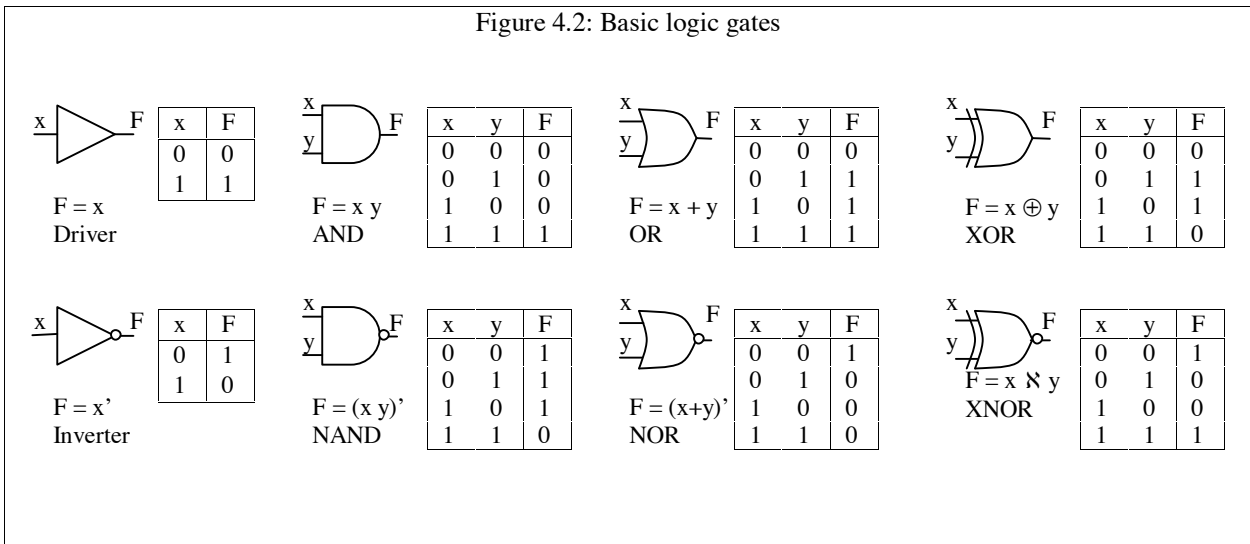 Figure 4.2: Basic logic gates
x F
x F
0 0
1 1
F = x
Driver
x
y
F
x y F
0 0 0
0 1 0
1 0 0
1 1 1
F = x y
AND
x
y
F
x y F
0 0 0
0 1 1
1 0 1
1 1 1
F = x + y
OR
x
y
F
x y F
0 0 0
0 1 1
1 0 1
1 1 0
F = x ⊕ y
XOR
x F
x F
0 1
1 0
F = x’
Inverter
x
y
F
x y F
0 0 1
0 1 1
1 0 1
1 1 0
F = (x y)’
NAND
x
y
F
x y F
0 0 1
0 1 0
1 0 0
1 1 0
F = (x+y)’
NOR
x
y
F
x y F
0 0 1
0 1 0
1 0 0
1 1 1
F = x ℵ y
XNOR